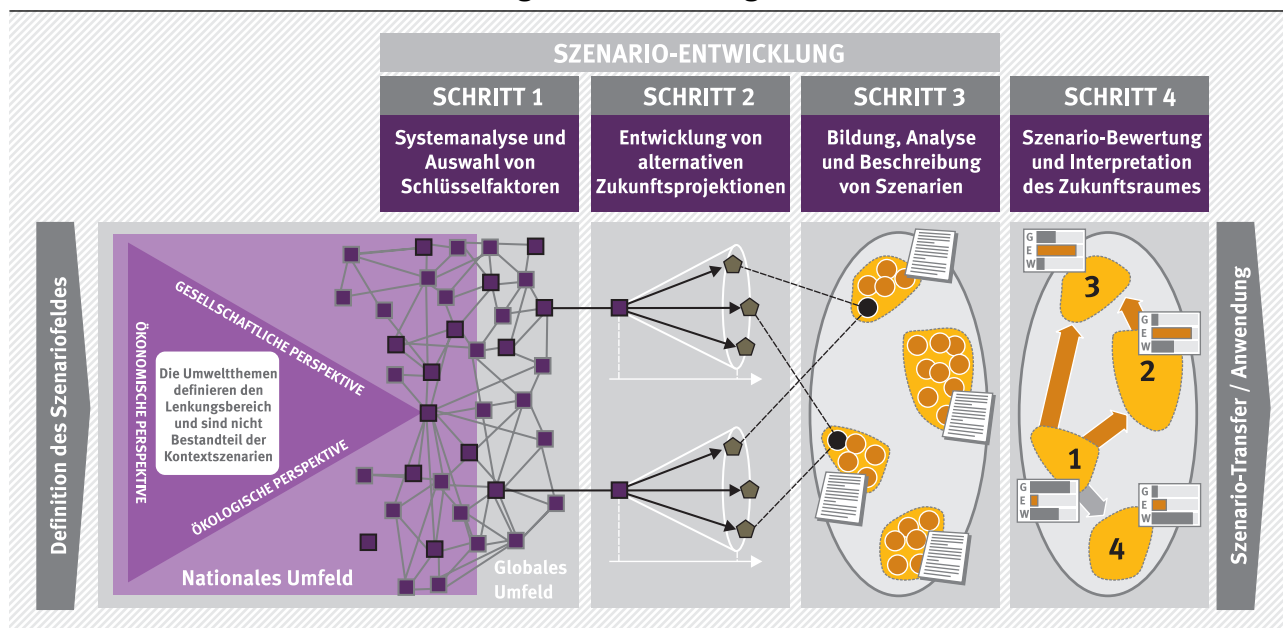 SZENARIO-ENTWICKLUNG
SCHRITT 1
Systemanalyse und
Auswahl von
Schlüsselfaktoren
SCHRITT 2
Entwicklung von
alternativen
Zukunftsprojektionen
SCHRITT 3
Bildung, Analyse
und Beschreibung
von Szenarien
SCHRITT 4
Szenario-Bewertung
und Interpretation
des Zukunftsraumes
Definition des Szenariofeldes
ÖKONOMISCHE PERSPEKTIVE
GESELLSCHAFTLICHE PERSPEKTIVE
Die Umweltthemen
definieren den
Lenkungsbereich
und sind nicht
Bestandteil der
Kontextszenarien
ÖKOLOGISCHE PERSPEKTIVE
Nationales Umfeld
Globales
Umfeld
G
E
W
3
G
E
W
2
1
G
E
W
G
E
W
4
Szenario-Transfer / Anwendung